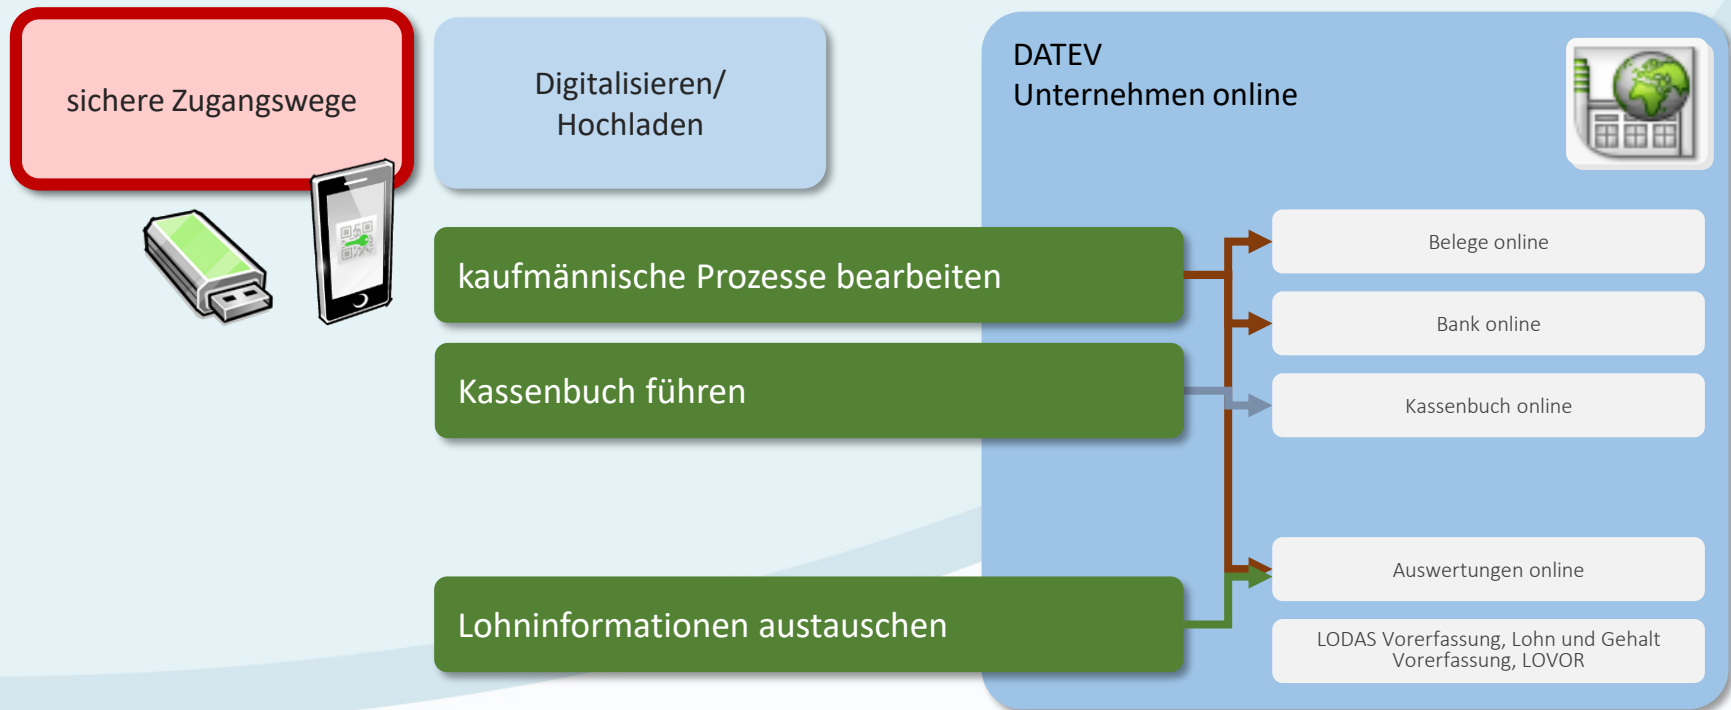 sichere Zugangswege
Digitalisieren/
Hochladen
DATEV
Unternehmen online
kaufmännische Prozesse bearbeiten
Belege online
Bank online
Kassenbuch führen
Kassenbuch online
Auswertungen online
Lohninformationen austauschen
LODAS Vorerfassung, Lohn und Gehalt
Vorerfassung, LOVOR